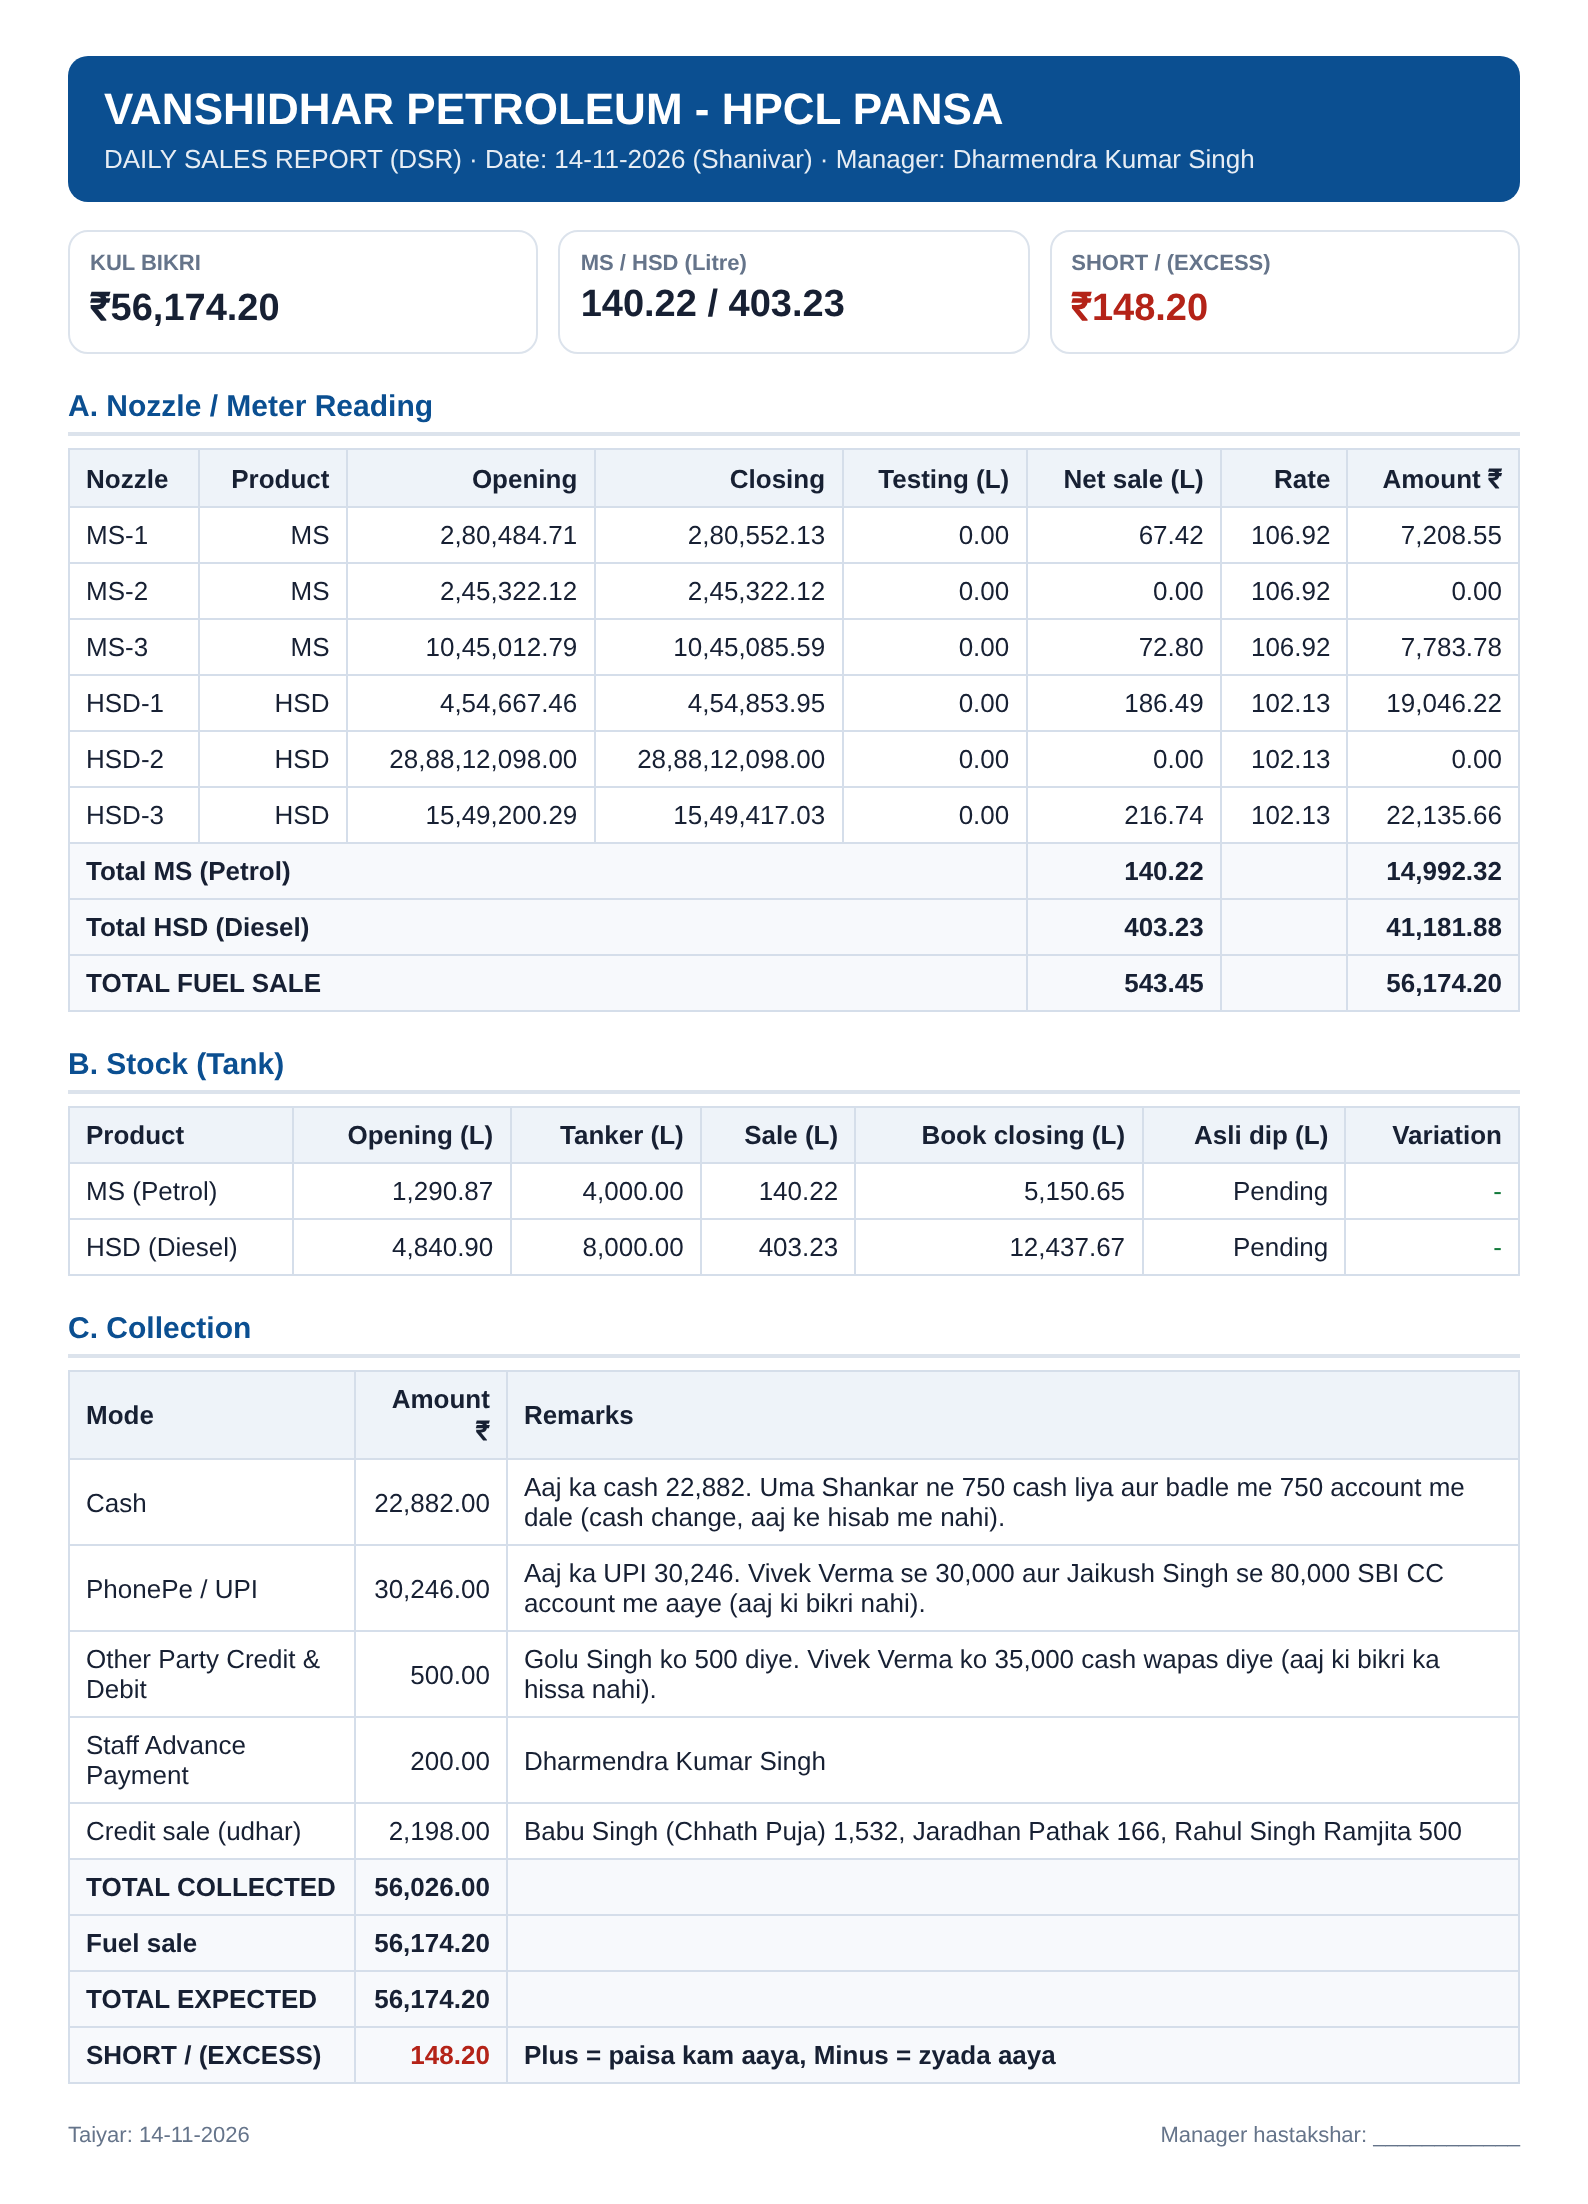 VANSHIDHAR PETROLEUM - HPCL PANSA
DAILY SALES REPORT (DSR) · Date: 14-11-2026 (Shanivar) · Manager: Dharmendra Kumar Singh
KUL BIKRI
₹56,174.20
MS / HSD (Litre)
140.22 / 403.23
SHORT / (EXCESS)
₹148.20
A. Nozzle / Meter Reading
Nozzle Product Opening Closing Testing (L) Net sale (L) Rate Amount ₹
MS-1 MS 2,80,484.71 2,80,552.13 0.00 67.42 106.92 7,208.55
MS-2 MS 2,45,322.12 2,45,322.12 0.00 0.00 106.92 0.00
MS-3 MS 10,45,012.79 10,45,085.59 0.00 72.80 106.92 7,783.78
HSD-1 HSD 4,54,667.46 4,54,853.95 0.00 186.49 102.13 19,046.22
HSD-2 HSD 28,88,12,098.00 28,88,12,098.00 0.00 0.00 102.13 0.00
HSD-3 HSD 15,49,200.29 15,49,417.03 0.00 216.74 102.13 22,135.66
Total MS (Petrol) 140.22 14,992.32
Total HSD (Diesel) 403.23 41,181.88
TOTAL FUEL SALE 543.45 56,174.20
B. Stock (Tank)
Product Opening (L) Tanker (L) Sale (L) Book closing (L) Asli dip (L) Variation
MS (Petrol) 1,290.87 4,000.00 140.22 5,150.65 Pending -
HSD (Diesel) 4,840.90 8,000.00 403.23 12,437.67 Pending -
C. Collection
Mode Amount ₹ Remarks
Cash 22,882.00 Aaj ka cash 22,882. Uma Shankar ne 750 cash liya aur badle me 750 account me
dale (cash change, aaj ke hisab me nahi).
PhonePe / UPI 30,246.00 Aaj ka UPI 30,246. Vivek Verma se 30,000 aur Jaikush Singh se 80,000 SBI CC
account me aaye (aaj ki bikri nahi).
Other Party Credit &
Debit
500.00
Golu Singh ko 500 diye. Vivek Verma ko 35,000 cash wapas diye (aaj ki bikri ka
hissa nahi).
Staff Advance
Payment
200.00 Dharmendra Kumar Singh
Credit sale (udhar) 2,198.00 Babu Singh (Chhath Puja) 1,532, Jaradhan Pathak 166, Rahul Singh Ramjita 500
TOTAL COLLECTED 56,026.00
Fuel sale 56,174.20
TOTAL EXPECTED 56,174.20
SHORT / (EXCESS) 148.20 Plus = paisa kam aaya, Minus = zyada aaya
Taiyar: 14-11-2026
Manager hastakshar: ____________